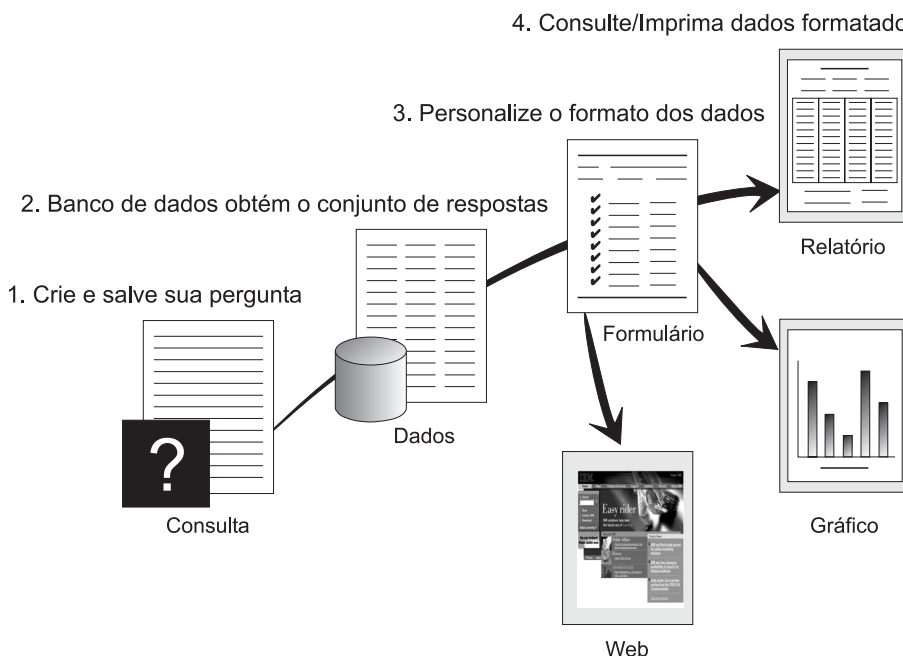 4. Consulte/Imprima dados formatado
3. Personalize o formato dos dados
2. Banco de dados obtém o conjunto de respostas
1. Crie e salve sua pergunta
Relatório
Formulário
Dados
?
Consulta
Gráfico
IBM
Easy rider
Web